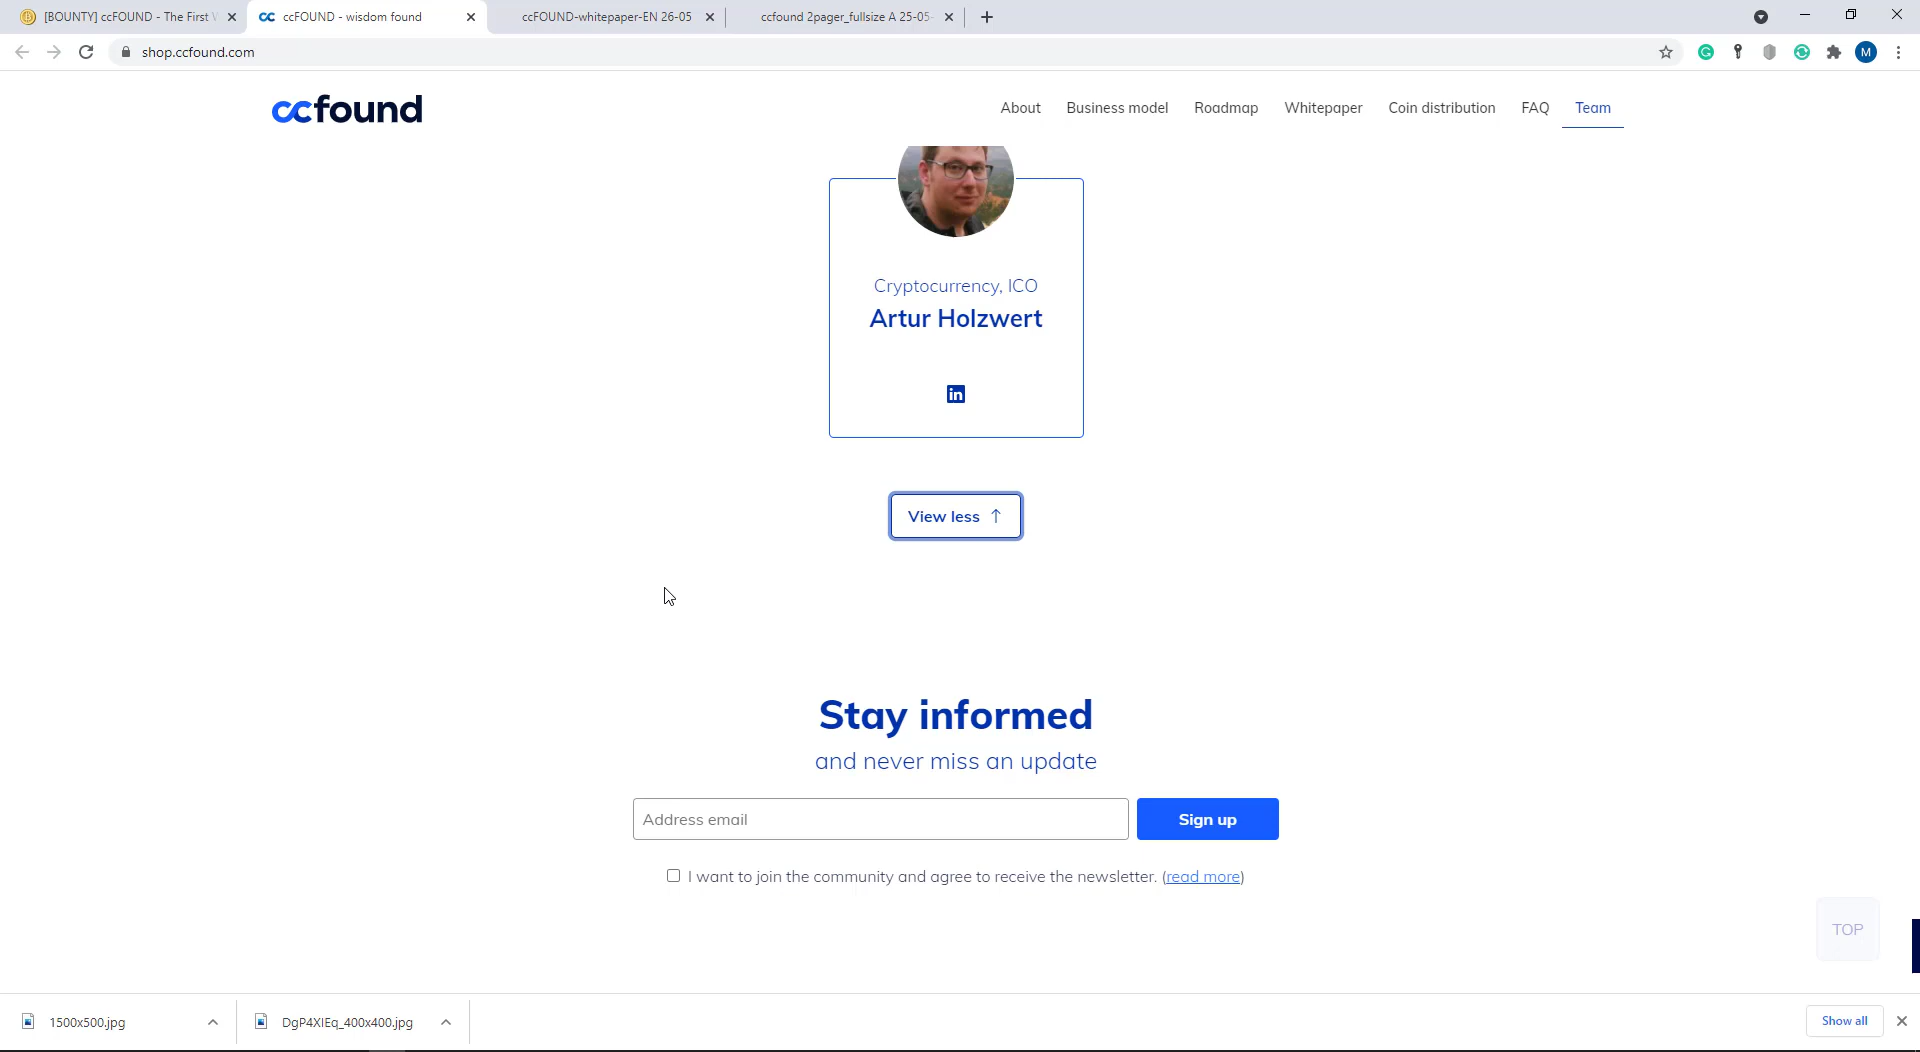 [BOUNTY] ccFOUND - The First
ccFOUND - wisdom found
ccFOUND-whitepaper-EN 26-05
ccfound 2pager_fullsize A 25-05-
shop.ccfound.com
M
ccfound
About
Business model
Roadmap
Whitepaper
Coin distribution
FAQ
Team
Cryptocurrency, ICO
Artur Holzwert
in
View less ↑
Stay informed
and never miss an update
Address email
Sign up
I want to join the community and agree to receive the newsletter. (read more)
TOP
1500x500.jpg
DgP4XIEq_400x400.jpg
Show all